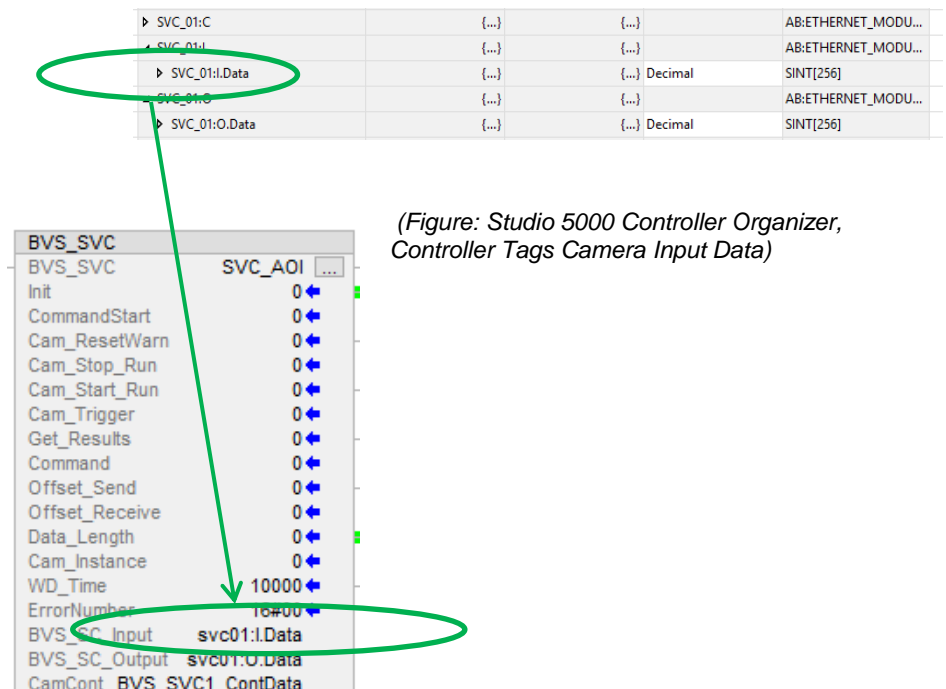 SVC_01:C {...} {...} AB:ETHERNET_MODU...
SVC_01:I {...} {...} AB:ETHERNET_MODU...
SVC_01:I.Data {...} {...} Decimal SINT[256]
SVC_01:O {...} {...} AB:ETHERNET_MODU...
SVC_01:O.Data {...} {...} Decimal SINT[256]
(Figure: Studio 5000 Controller Organizer,
Controller Tags Camera Input Data)
BVS_SVC
BVS_SVC SVC_AOI ...
Init 0
CommandStart 0
Cam_ResetWarn 0
Cam_Stop_Run 0
Cam_Start_Run 0
Cam_Trigger 0
Get_Results 0
Command 0
Offset_Send 0
Offset_Receive 0
Data_Length 0
Cam_Instance 0
WD_Time 10000
ErrorNumber 16#00
BVS_SC_Input svc01:I.Data
BVS_SC_Output svc01:O.Data
CamCont BVS_SVC1_ContData